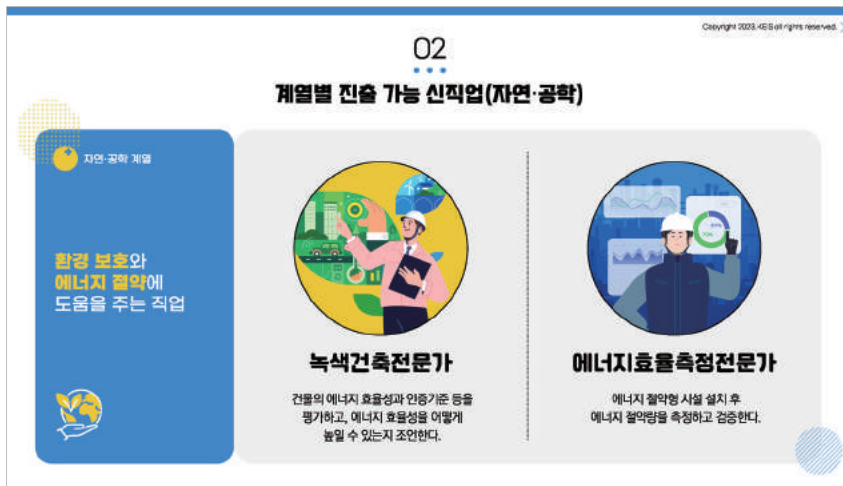 Copyright 2023. KEIS all rights reserved.
02
계열별 진출 가능 신직업(자연·공학)
자연·공학 계열
환경 보호와
에너지 절약에
도움을 주는 직업
녹색건축전문가
건물의 에너지 효율성과 인증기준 등을
평가하고, 에너지 효율성을 어떻게
높일 수 있는지 조언한다.
에너지효율측정전문가
에너지 절약형 시설 설치 후
에너지 절약량을 측정하고 검증한다.